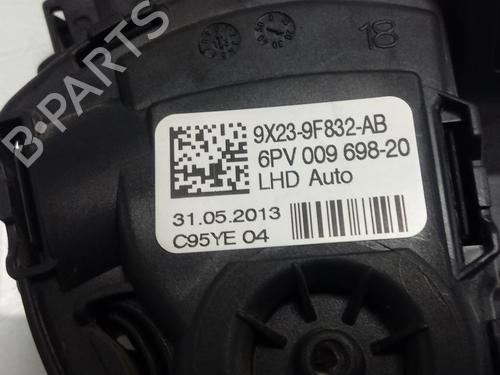 B-PARTS
18
9X23-9F832-AB
6PV 009 698-20
LHD Auto
31.05.2013
C95YE 04